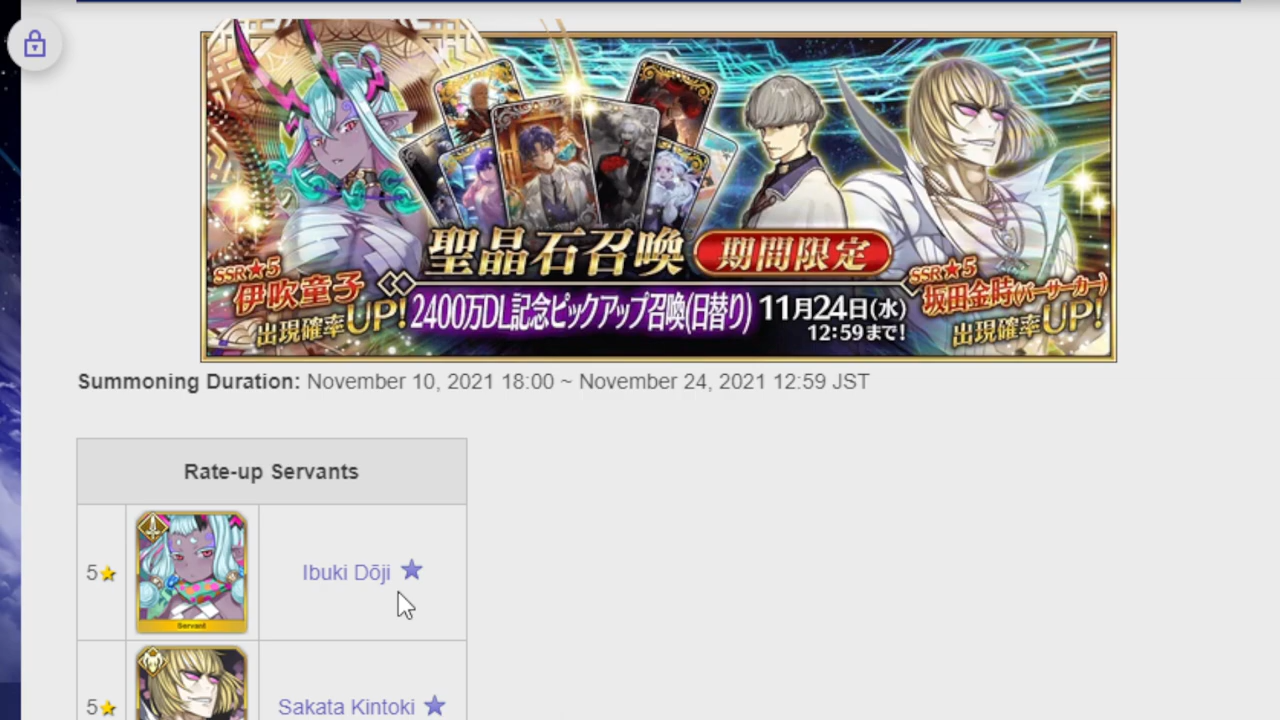 聖晶石召喚 期間限定
SSR★5
伊吹童子
出現確率UP!
2400万DL記念ピックアップ召喚(日替り)
11月24日(水)
12:59まで!
SSR★5
坂田金時(バーサーカー)
出現確率UP!
Summoning Duration: November 10, 2021 18:00 ~ November 24, 2021 12:59 JST
Rate-up Servants
5★ Ibuki Dōji ★
Servant
5★ Sakata Kintoki ★